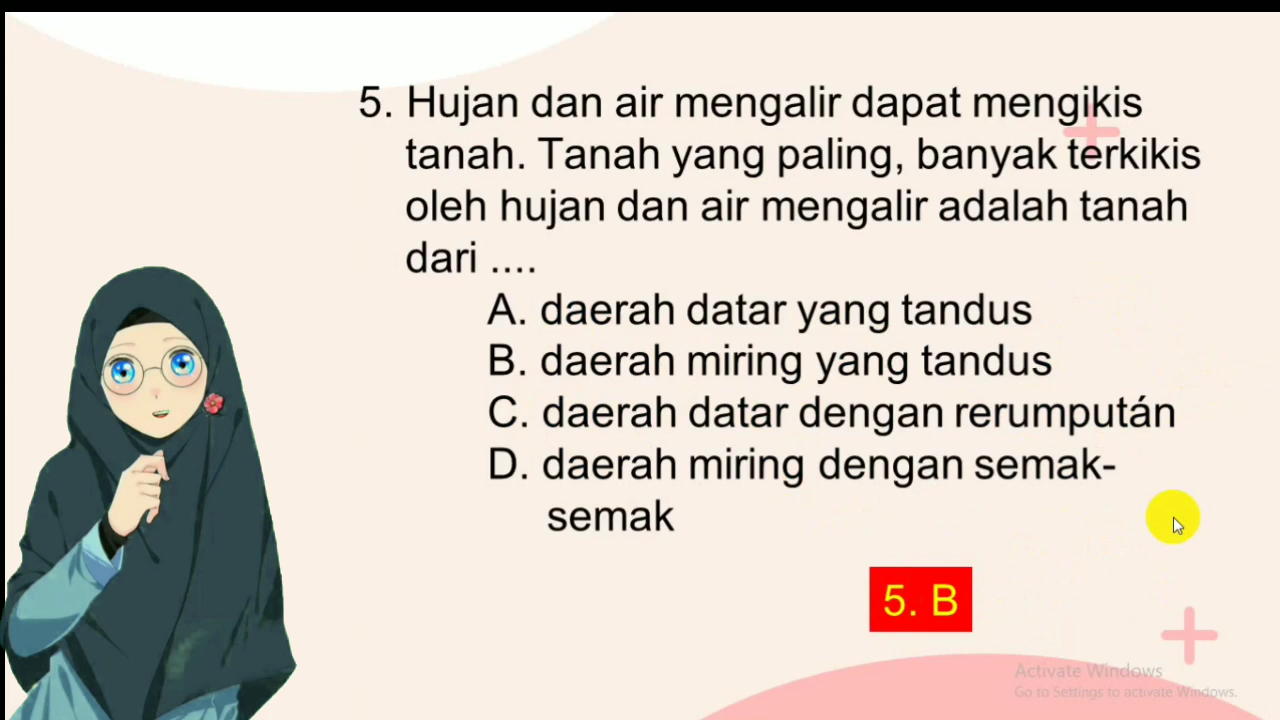 5. Hujan dan air mengalir dapat mengikis
tanah. Tanah yang paling, banyak terkikis
oleh hujan dan air mengalir adalah tanah
dari ....
A. daerah datar yang tandus
B. daerah miring yang tandus
C. daerah datar dengan rerumpután
D. daerah miring dengan semak-
semak
5. B
Activate Windows
Go to Settings to activate Windows.